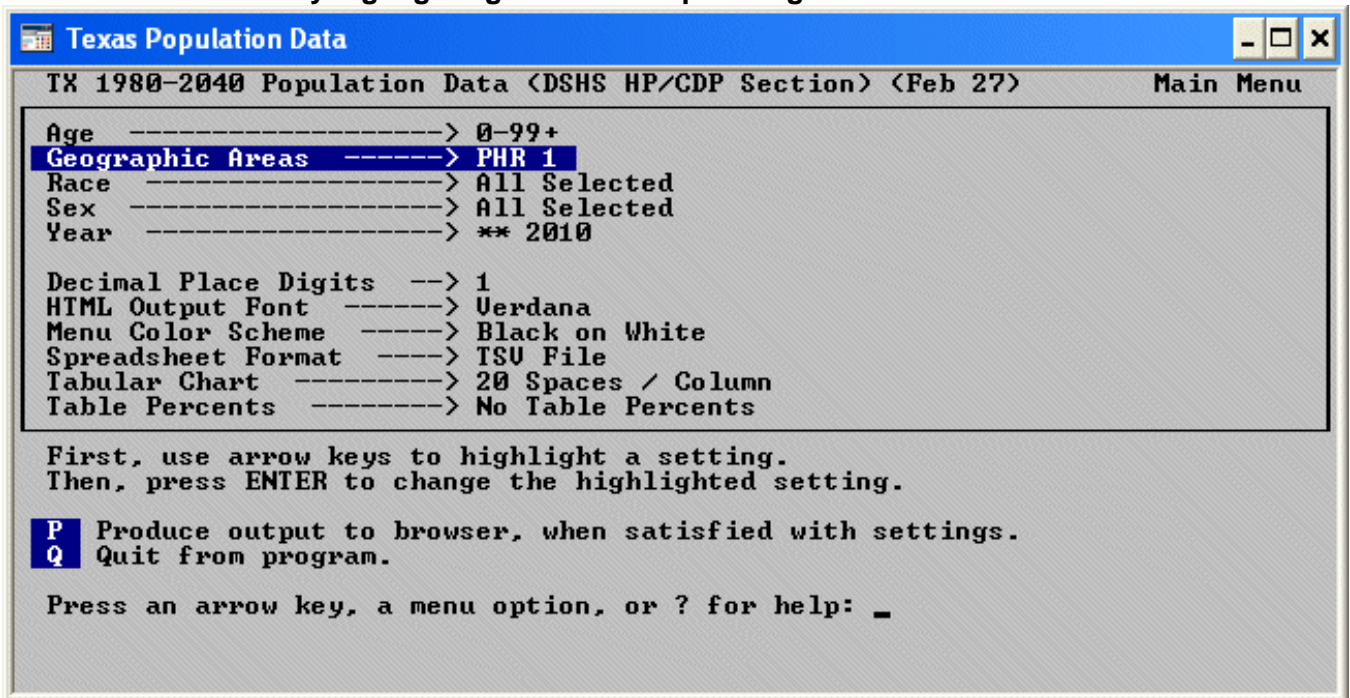 Texas Population Data
TX 1980-2040 Population Data (DSHS HP/CDP Section) (Feb 27) Main Menu
Age -------------------> 0-99+
Geographic Areas ------> PHR 1
Race ------------------> All Selected
Sex -------------------> All Selected
Year ------------------> ** 2010
Decimal Place Digits --> 1
HTML Output Font ------> Verdana
Menu Color Scheme -----> Black on White
Spreadsheet Format ----> TSV File
Tabular Chart ---------> 20 Spaces / Column
Table Percents --------> No Table Percents
First, use arrow keys to highlight a setting.
Then, press ENTER to change the highlighted setting.
P Produce output to browser, when satisfied with settings.
Q Quit from program.
Press an arrow key, a menu option, or ? for help: _